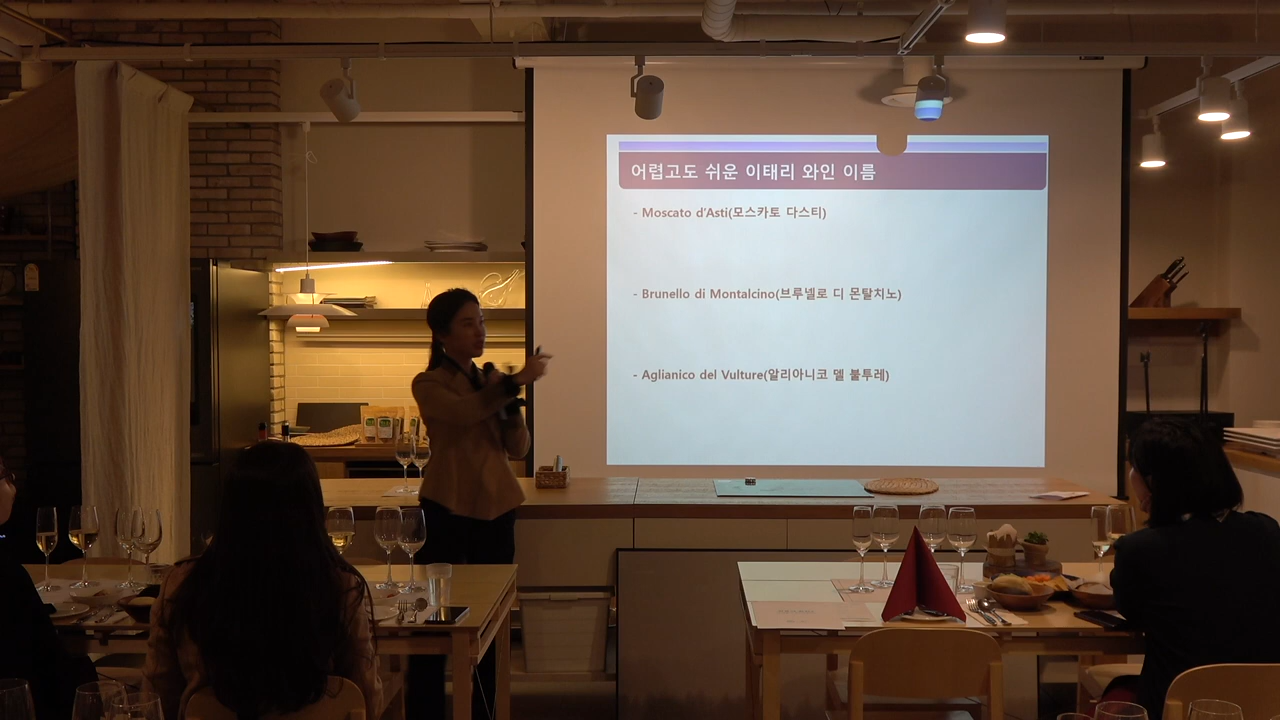 어렵고도 쉬운 이태리 와인 이름
- Moscato d'Asti(모스카토 다스티)
- Brunello di Montalcino(브루넬로 디 몬탈치노)
- Aglianico del Vulture(알리아니코 델 불투레)